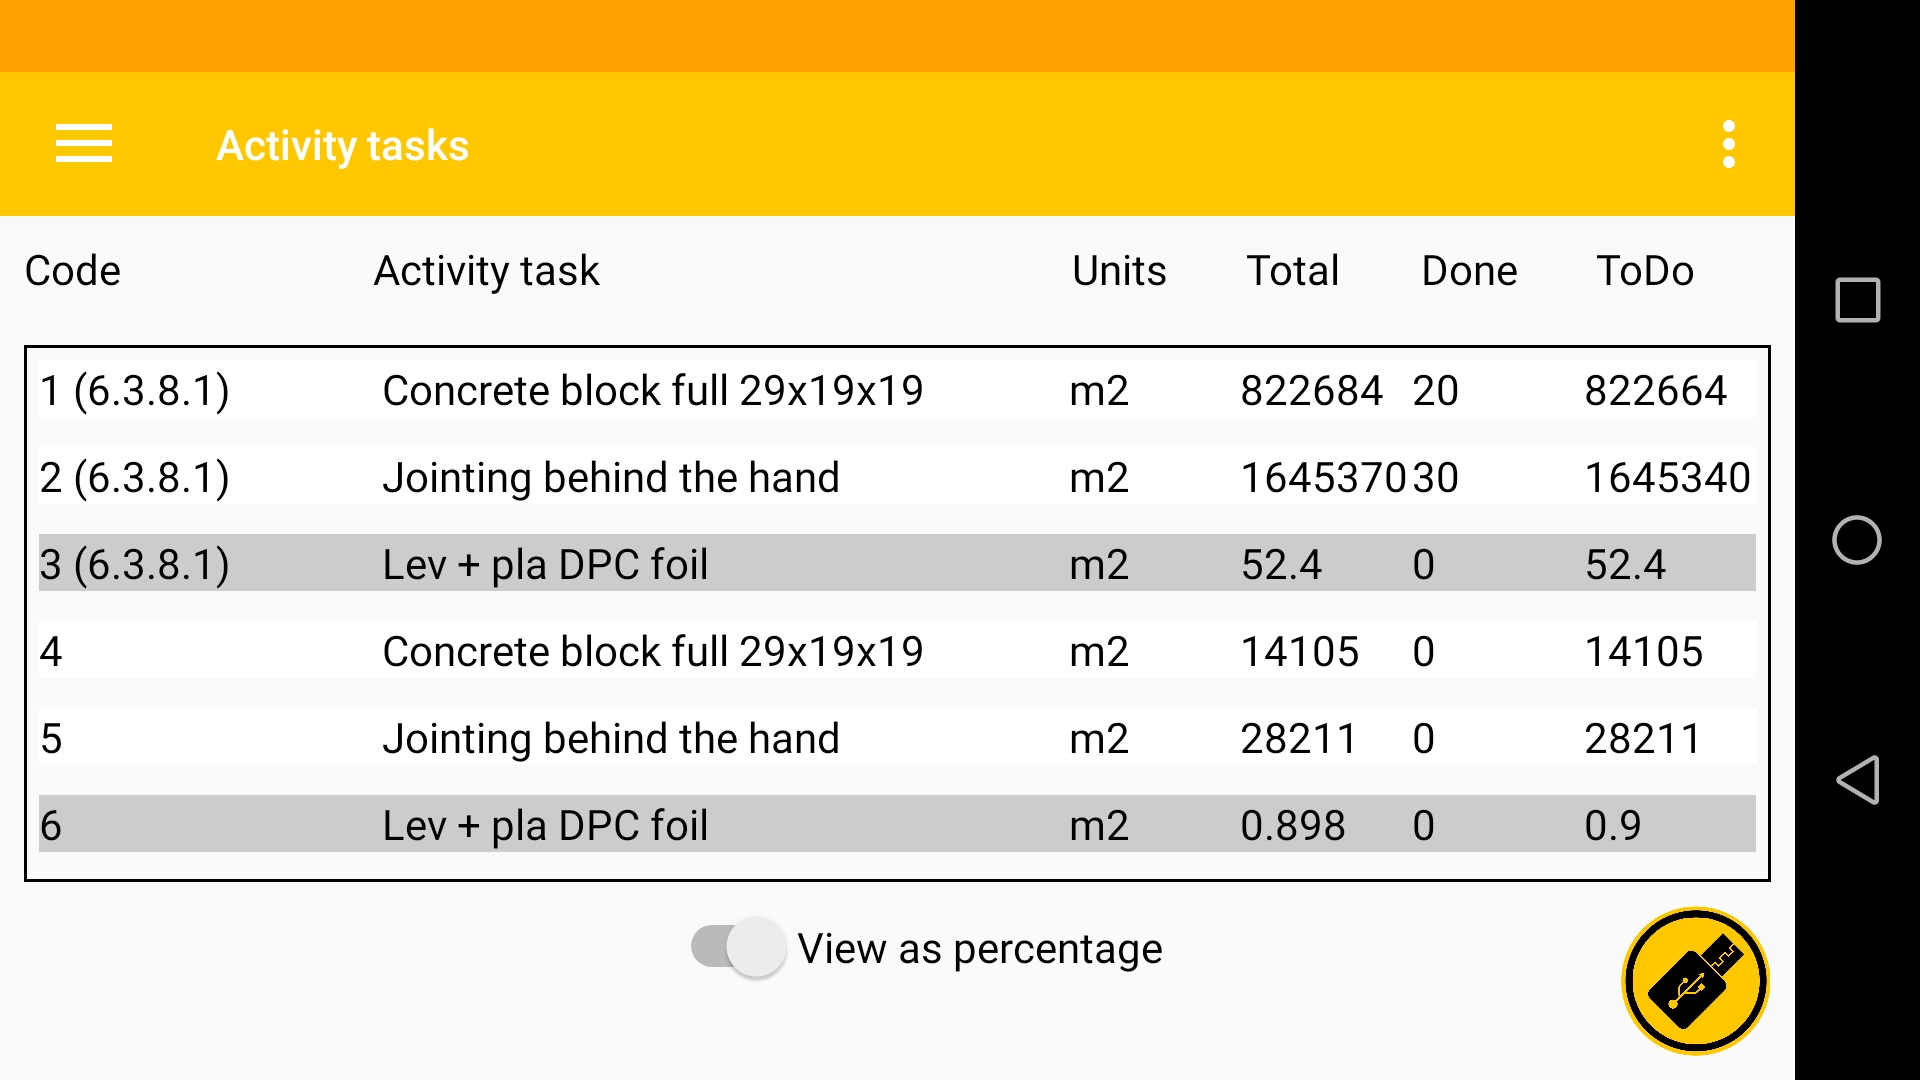 Activity tasks
Code Activity task Units Total Done ToDo
1 (6.3.8.1) Concrete block full 29x19x19 m2 822684 20 822664
2 (6.3.8.1) Jointing behind the hand m2 1645370 30 1645340
3 (6.3.8.1) Lev + pla DPC foil m2 52.4 0 52.4
4 Concrete block full 29x19x19 m2 14105 0 14105
5 Jointing behind the hand m2 28211 0 28211
6 Lev + pla DPC foil m2 0.898 0 0.9
View as percentage